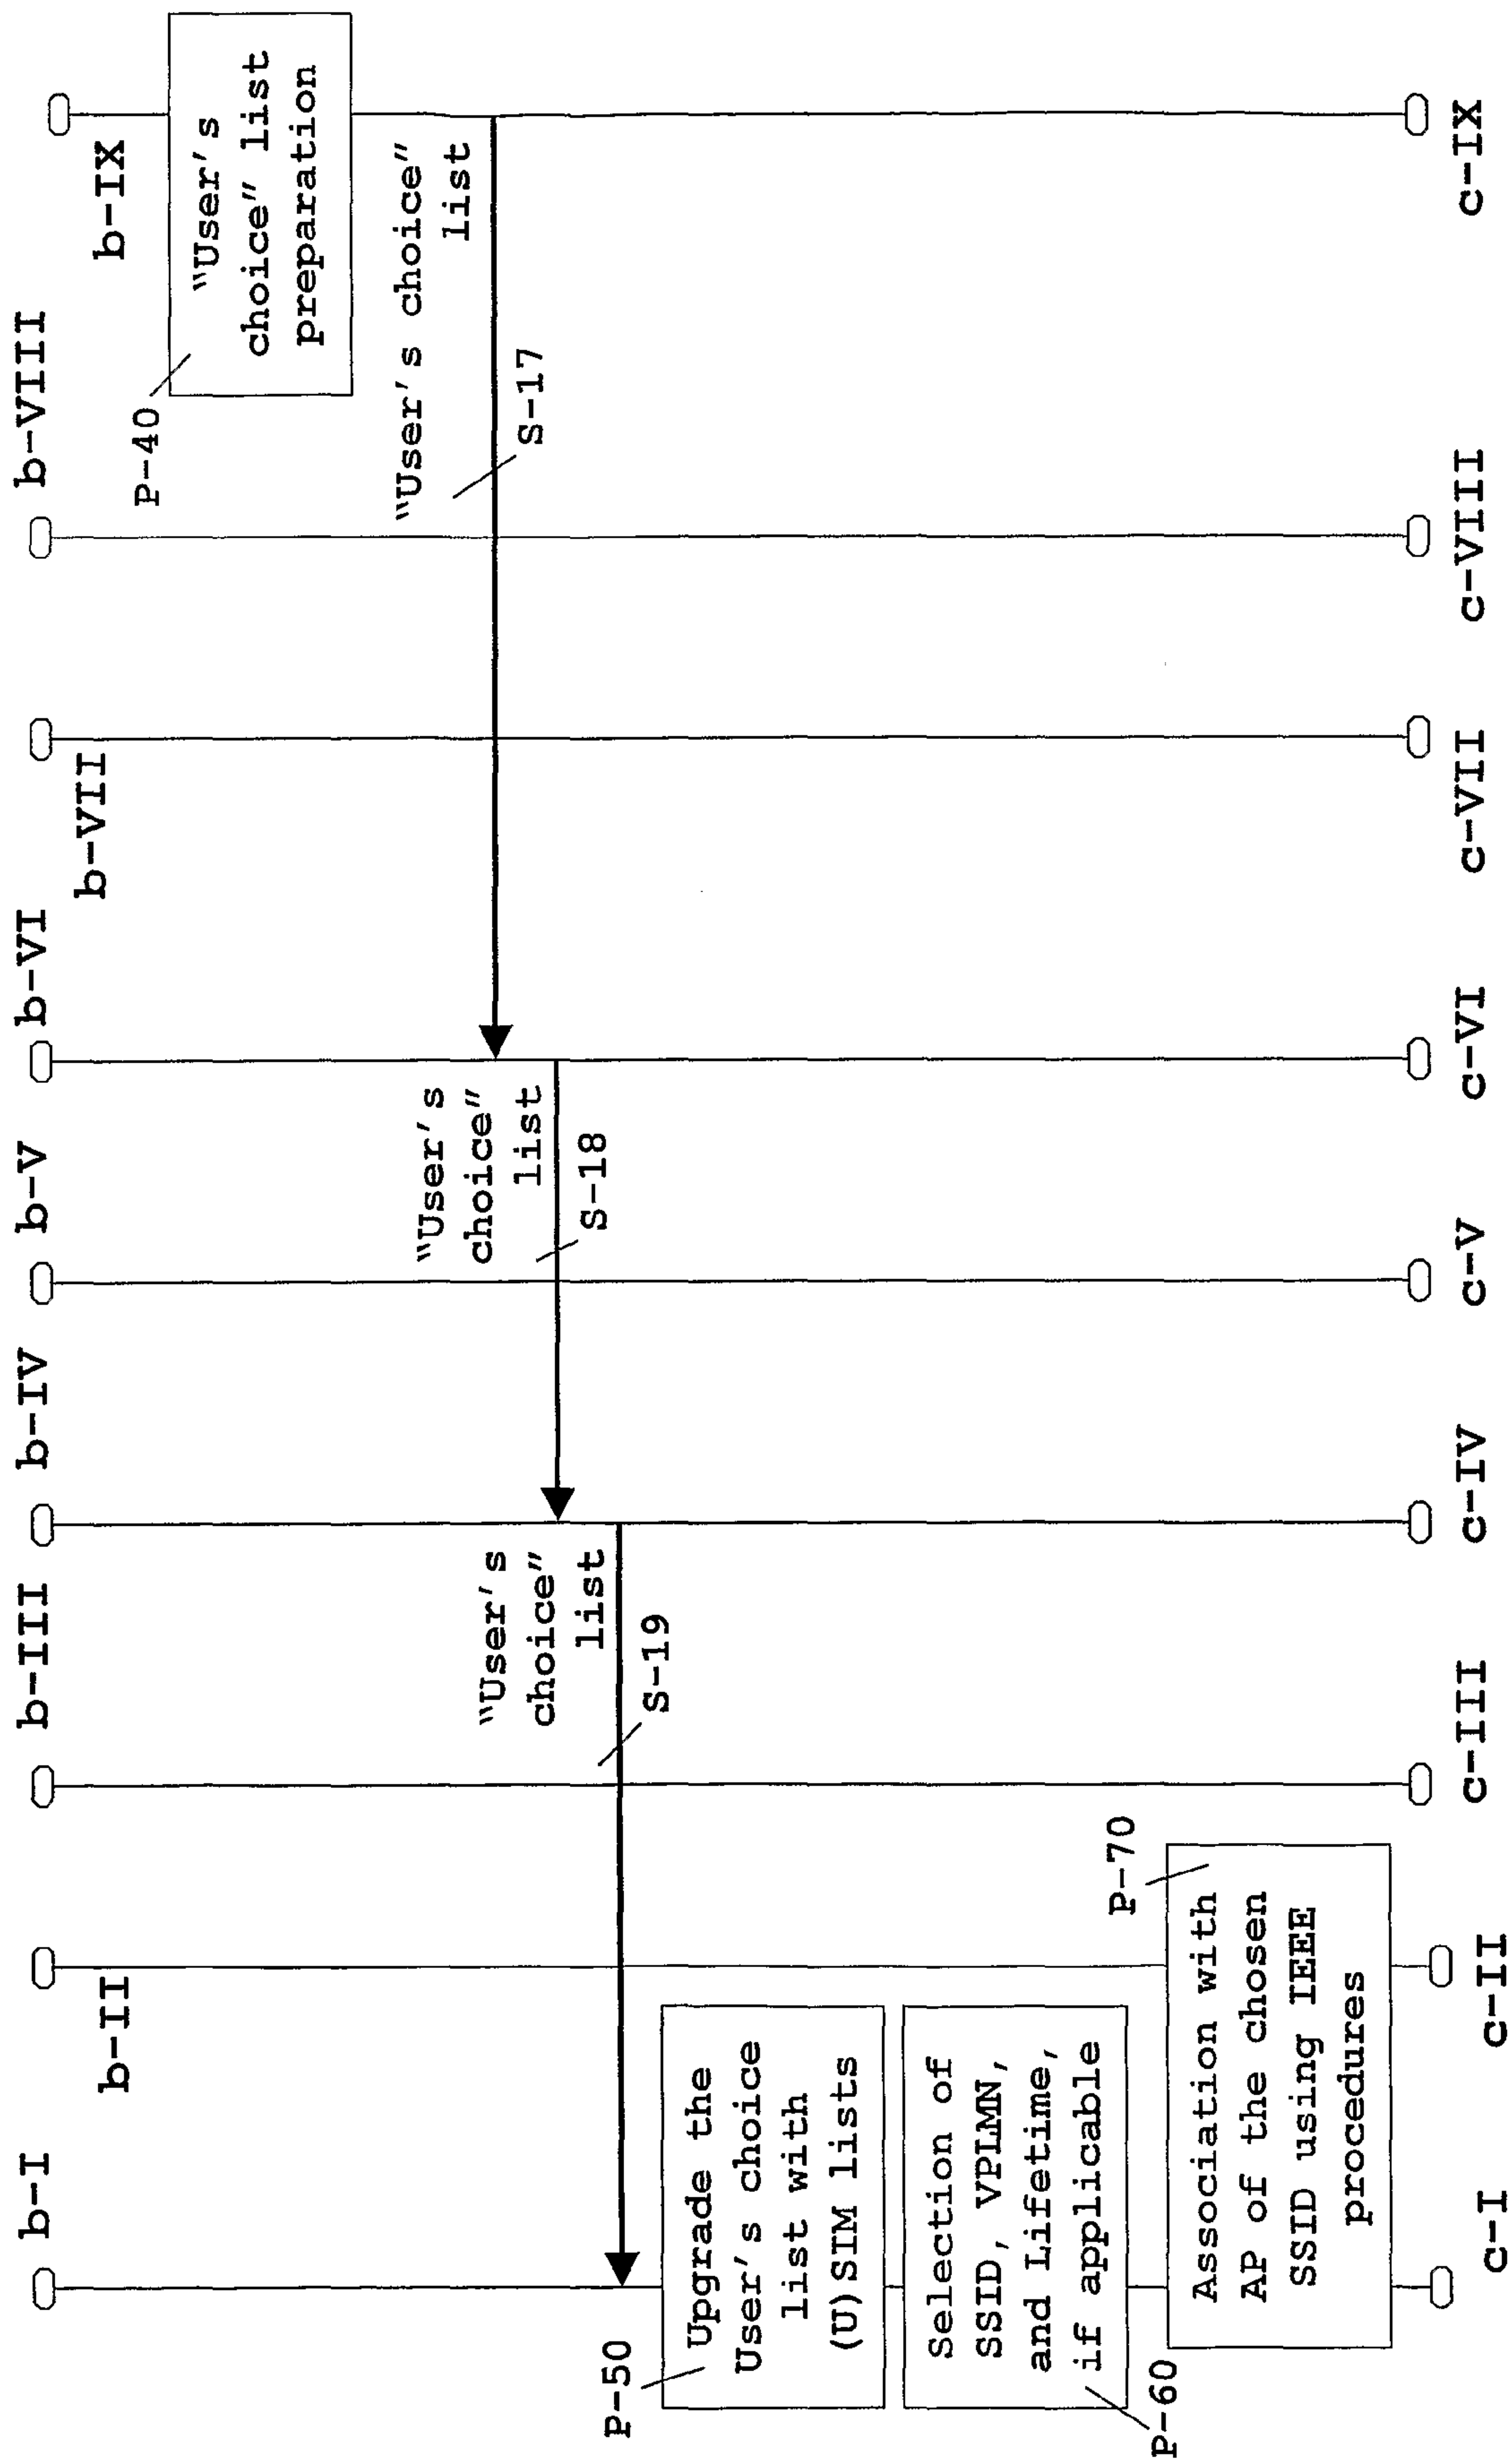 b-I
b-II
b-III
b-IV
b-V
b-VI
b-VII
b-VIII
b-IX
P-40
"User's
choice" list
preparation
"User's choice"
list
S-17
"User's
choice"
list
S-18
"User's
choice"
list
S-19
P-50
Upgrade the
User's choice
list with
(U)SIM lists
Selection of
SSID, VPLMN,
and Lifetime,
if applicable
P-60
P-70
Association with
AP of the chosen
SSID using IEEE
procedures
c-I
c-II
c-III
c-IV
c-V
c-VI
c-VII
c-VIII
c-IX